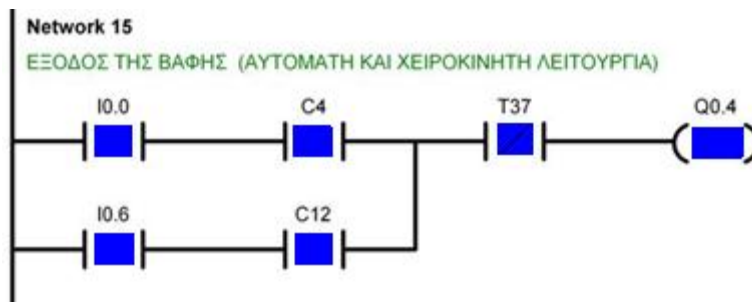 Network 15
ΕΞΟΔΟΣ ΤΗΣ ΒΑΦΗΣ (ΑΥΤΟΜΑΤΗ ΚΑΙ ΧΕΙΡΟΚΙΝΗΤΗ ΛΕΙΤΟΥΡΓΙΑ)
I0.0 C4 T37 Q0.4
I0.6 C12